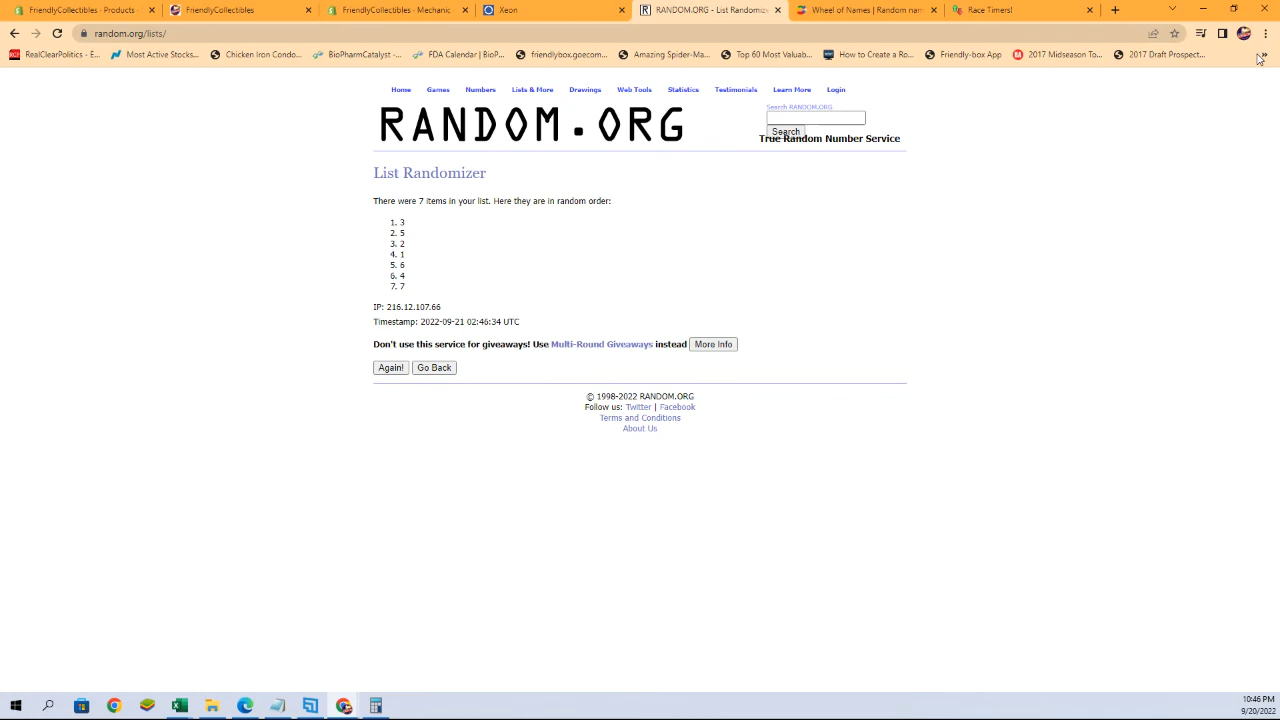 FriendlyCollectibles - Products -
FriendlyCollectibles
FriendlyCollectibles - Automatic
Xeon
RANDOM.ORG - List Randomize
Wheel of Names | Random nam
Race Timers!
random.org/lists/
RealClearPolitics - E...
Most Active Stocks...
Chicken Iron Condo...
BioPharmCatalyst -...
FDA Calendar | BioP...
friendlybox.goecom...
Amazing Spider-Ma...
Top 60 Most Valuab...
How to Create a Ro...
Friendly-box App
2017 Midseason To...
2017 Draft Prospect...
Home Games Numbers Lists & More Drawings Web Tools Statistics Testimonials Learn More Login
RANDOM.ORG
Search RANDOM.ORG
Search
True Random Number Service
List Randomizer
There were 7 items in your list. Here they are in random order:
1. 3
2. 5
3. 2
4. 1
5. 6
6. 4
7. 7
IP: 216.12.107.66
Timestamp: 2022-09-21 02:46:34 UTC
Don't use this service for giveaways! Use Multi-Round Giveaways instead More Info
Again! Go Back
© 1998-2022 RANDOM.ORG
Follow us: Twitter | Facebook
Terms and Conditions
About Us
10:46 PM
9/20/2022